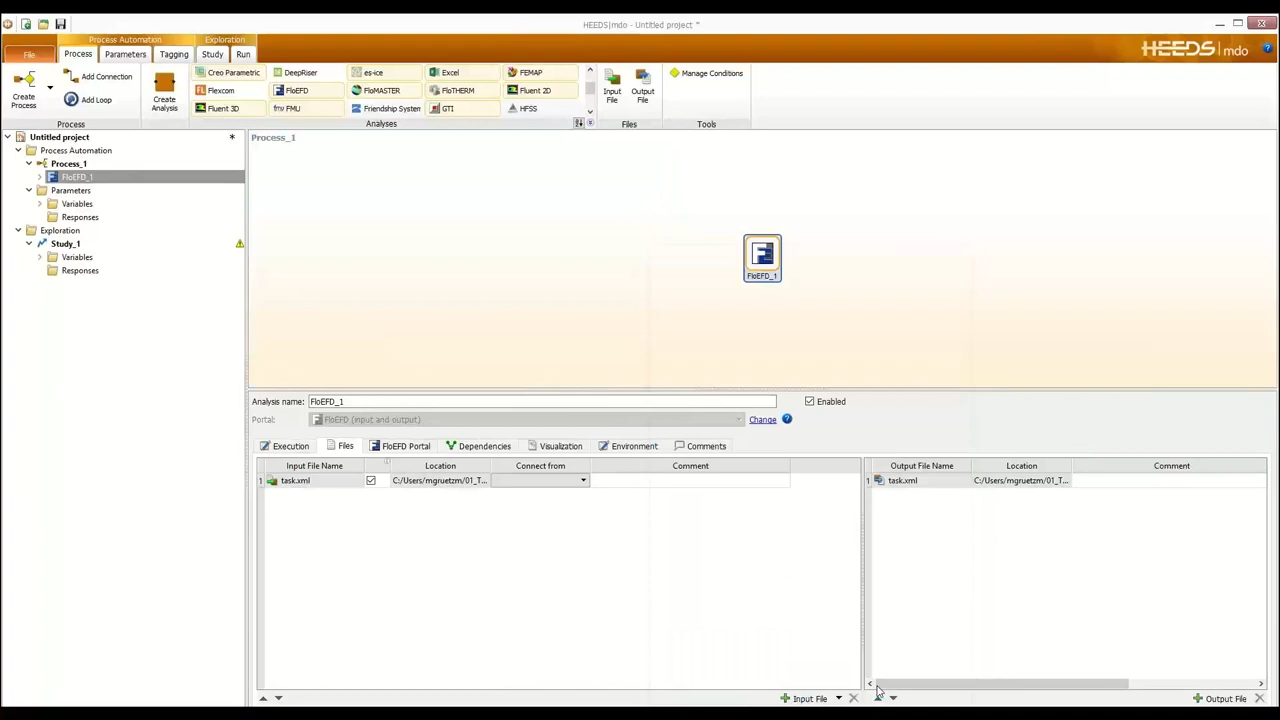 HEEDS|mdo - Untitled project *
Process Automation
Exploration
File
Process
Parameters
Tagging
Study
Run
HEEDS | mdo
Create Process
Add Connection
Add Loop
Process
Create Analysis
Creo Parametric
DeepRiser
es-ice
Excel
FEMAP
Flexcom
FloEFD
FloMASTER
FloTHERM
Fluent 2D
Fluent 3D
FMU
Friendship System
GTI
HFSS
Analyses
Input File
Output File
Files
Manage Conditions
Tools
Untitled project *
Process Automation
Process_1
FloEFD_1
Parameters
Variables
Responses
Exploration
Study_1
Variables
Responses
Process_1
FloEFD_1
Analysis name: FloEFD_1
Enabled
Portal: FloEFD (input and output)
Change
Execution
Files
FloEFD Portal
Dependencies
Visualization
Environment
Comments
Input File Name
Location
Connect from
Comment
1 task.xml
C:/Users/mgruetzm/01_T...
Output File Name
Location
Comment
1 task.xml
C:/Users/mgruetzm/01_T...
Input File
Output File